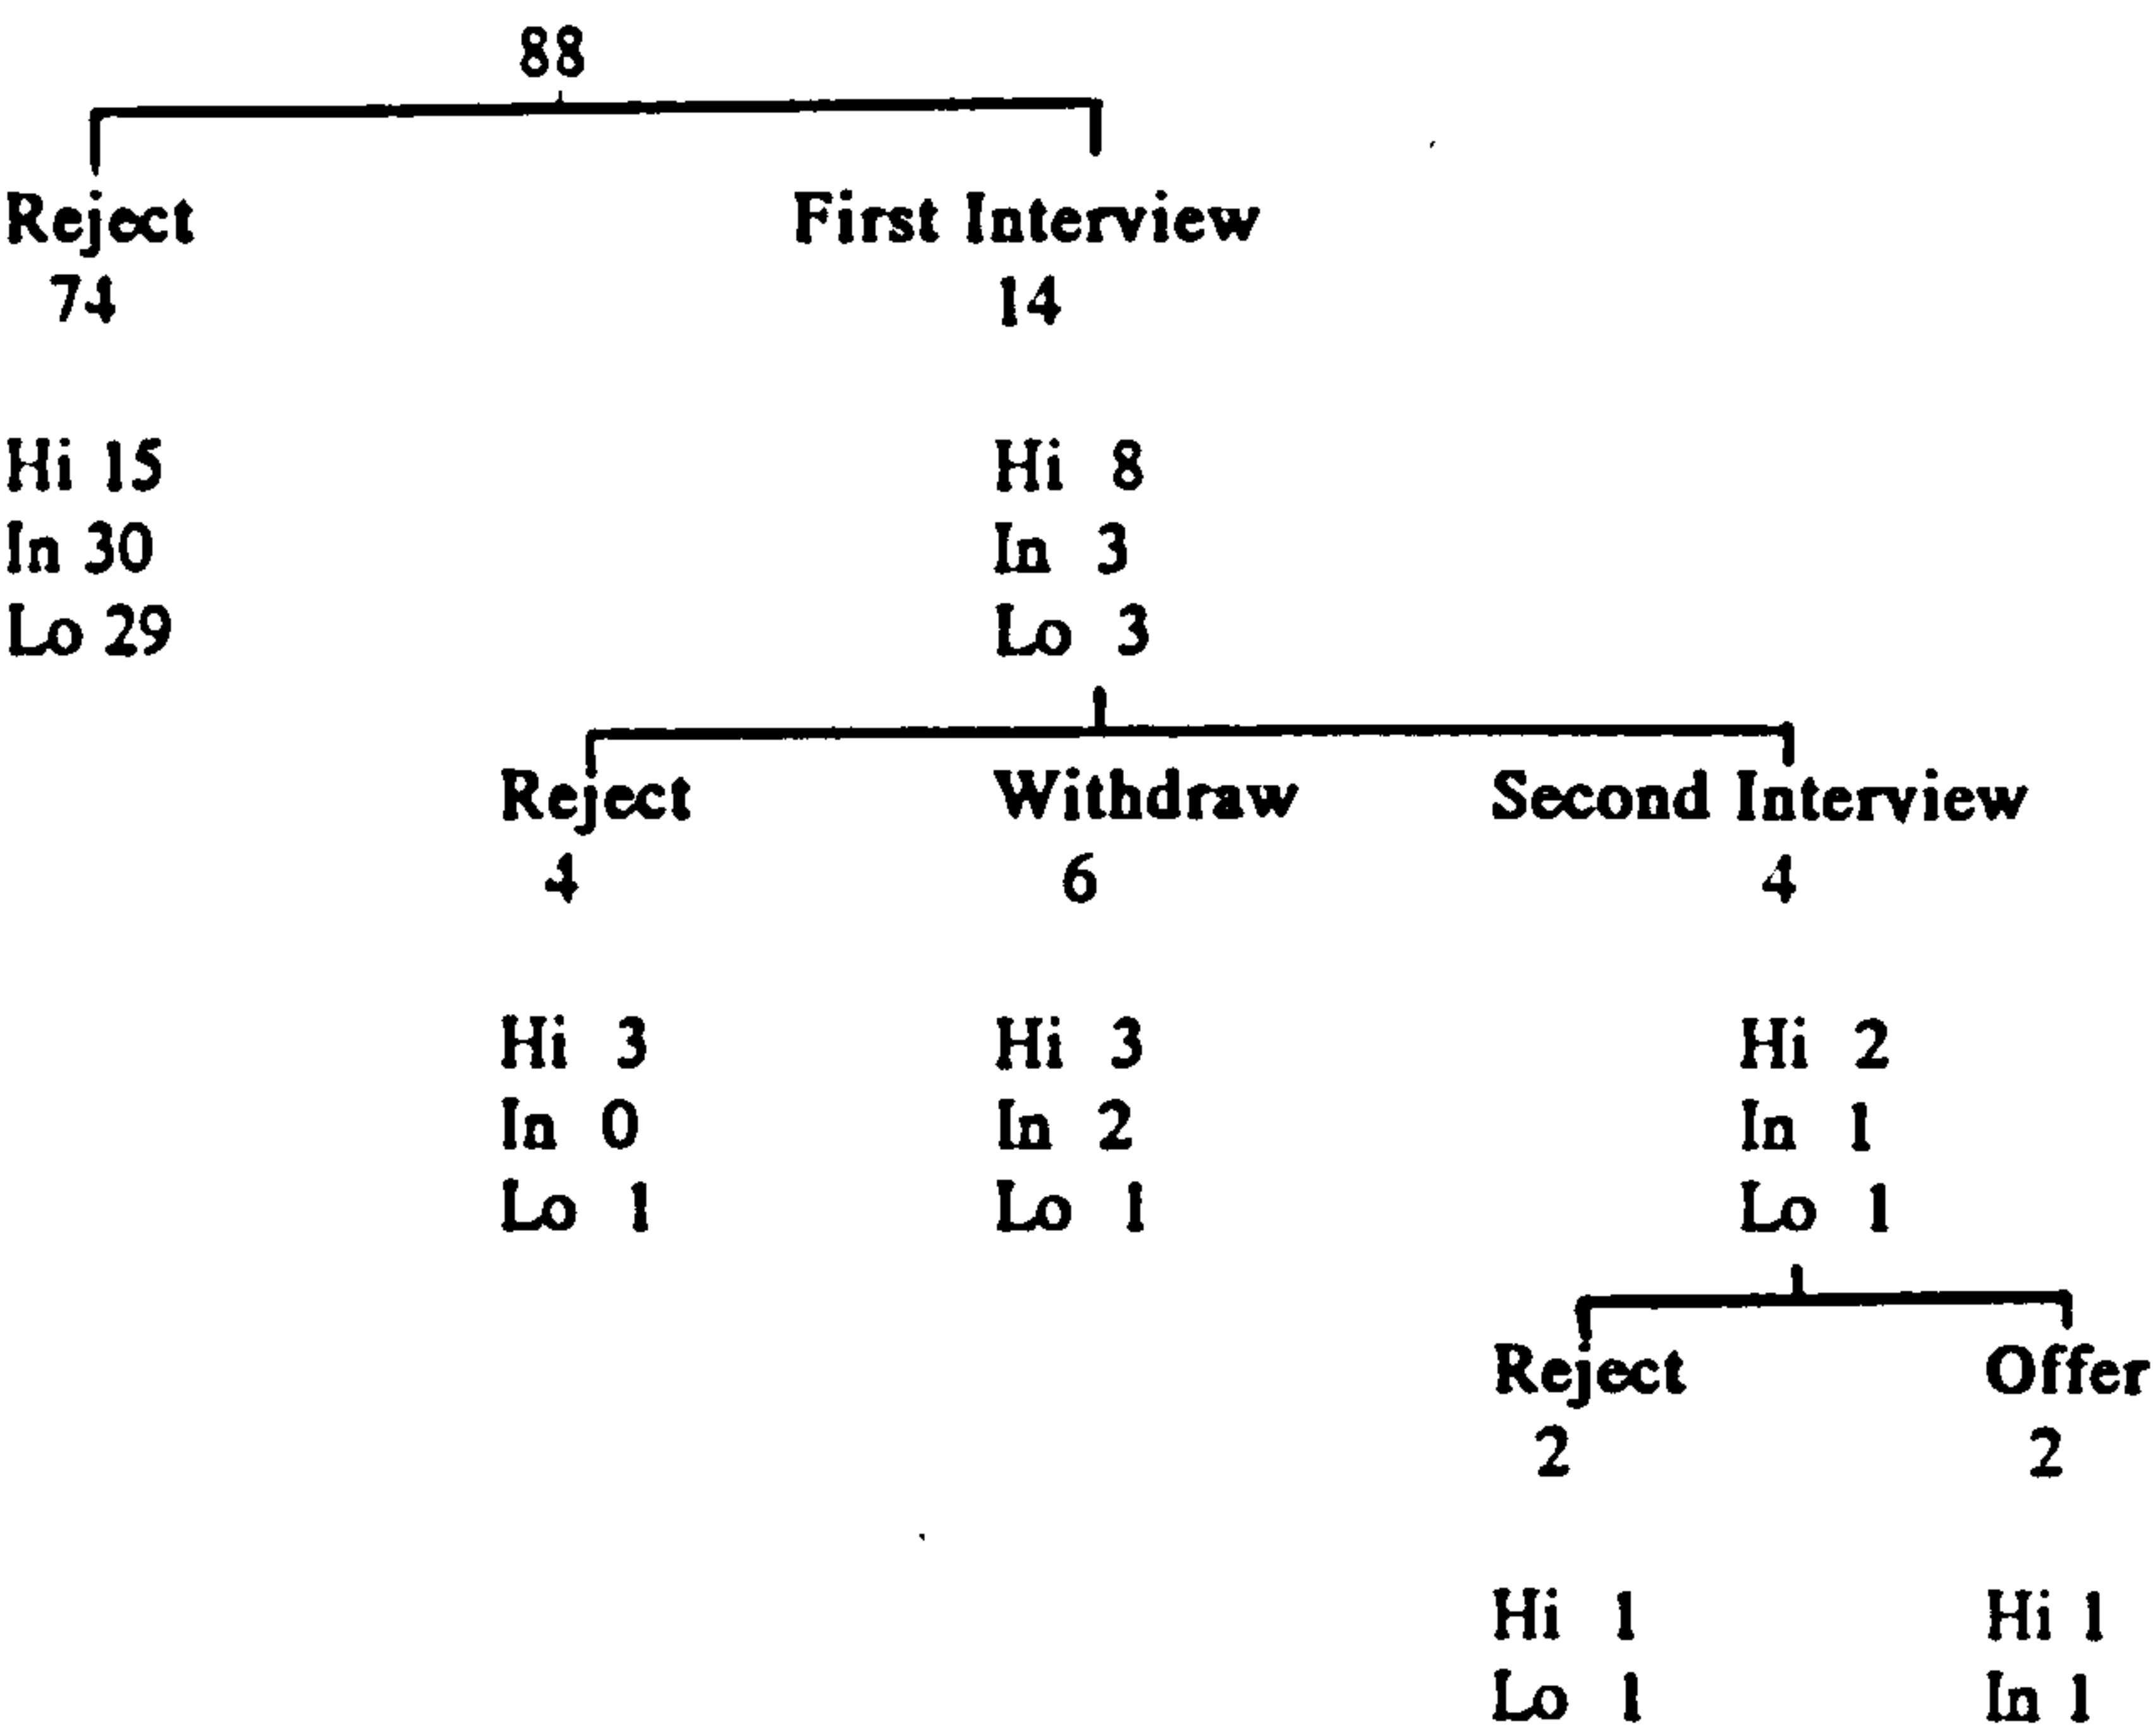 88
Reject First Interview
74 14
Hi 15 Hi 8
In 30 In 3
Lo 29 Lo 3
Reject Withdraw Second Interview
4 6 4
Hi 3 Hi 3 Hi 2
In 0 In 2 In 1
Lo 1 Lo 1 Lo 1
Reject Offer
2 2
Hi 1 Hi 1
Lo 1 In 1